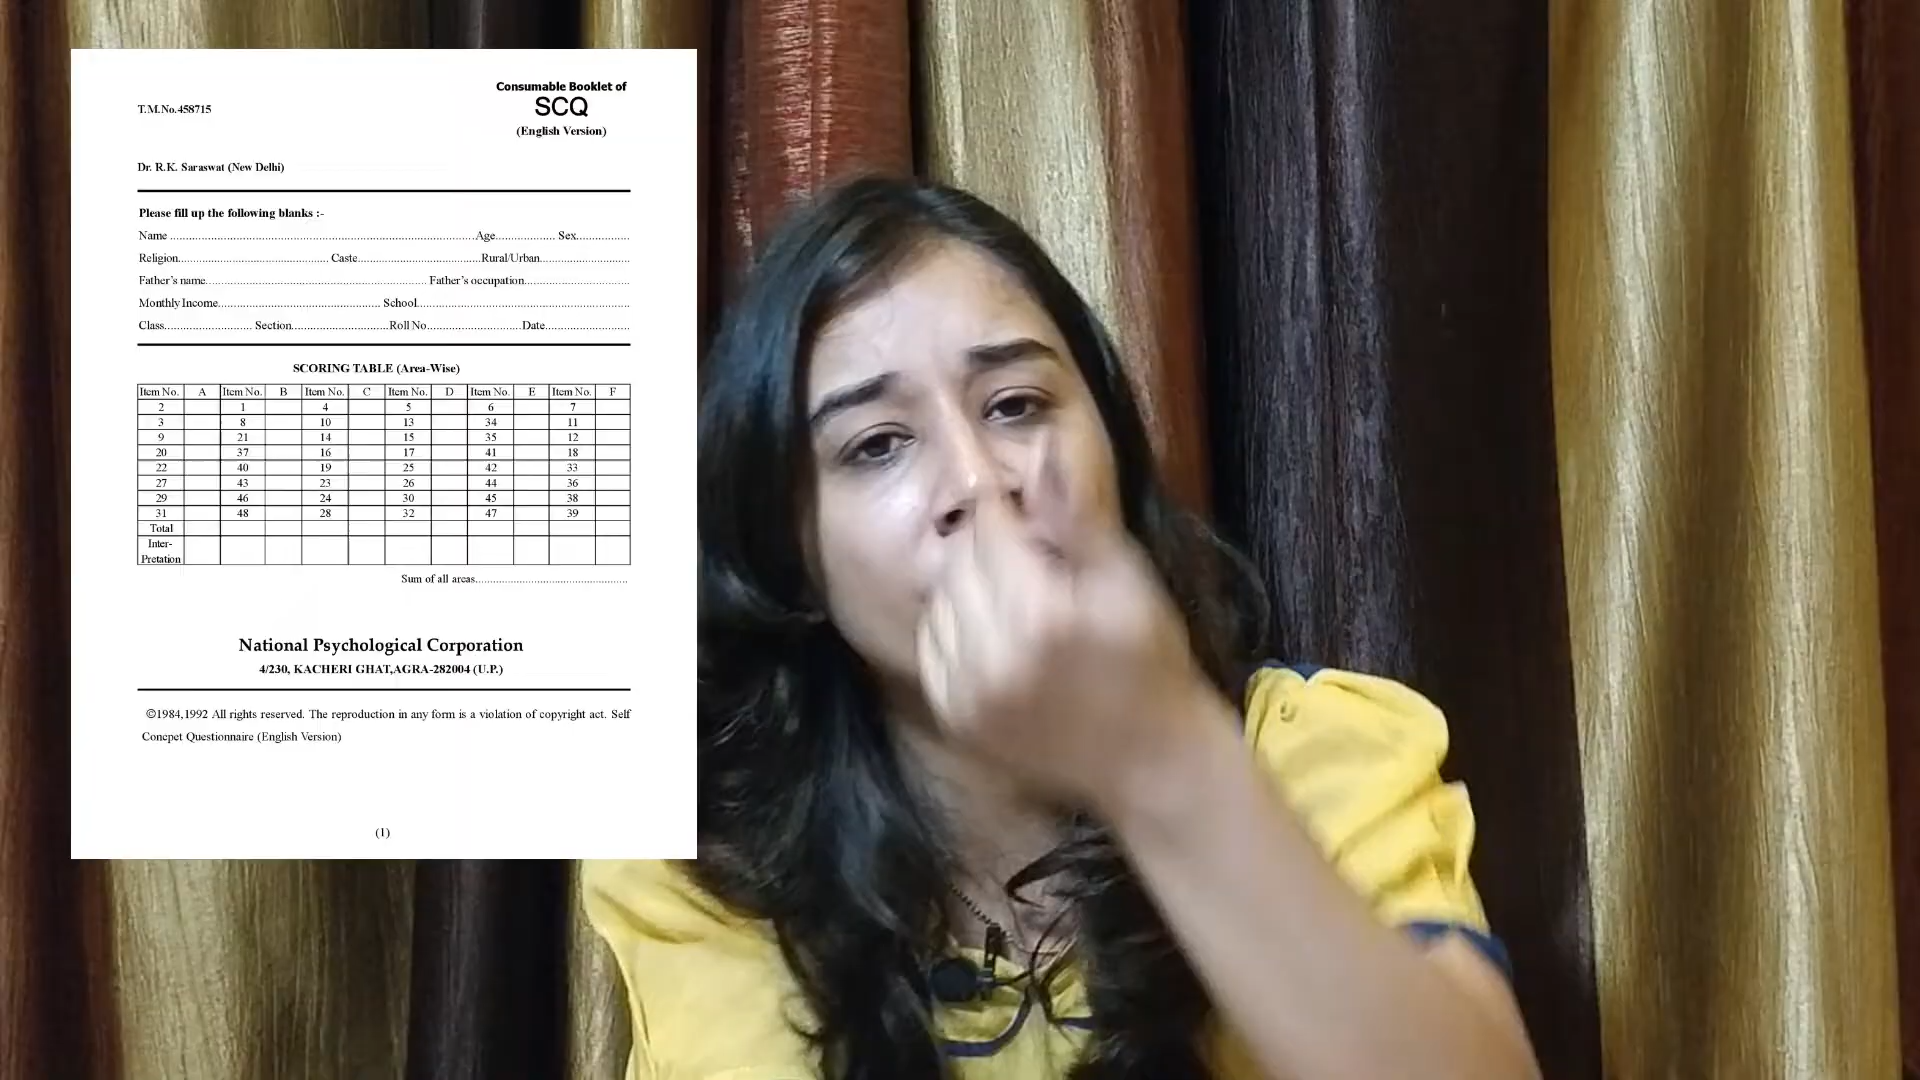 Consumable Booklet of
T.M.No.458715
SCQ
(English Version)
Dr. R.K. Saraswat (New Delhi)
Please fill up the following blanks :-
Name ........................ Age................... Sex.................
Religion................................................ Caste.......................................Rural/Urban.............................
Father’s name...................................................................... Father’s occupation..................................
Monthly Income.................................................... School....................................................................
Class............................ Section...............................Roll No..............................Date...........................
SCORING TABLE (Area-Wise)
Item No. A Item No. B Item No. C Item No. D Item No. E Item No. F
2 1 4 5 6 7
3 8 10 13 34 11
9 21 14 15 35 12
20 37 16 17 41 18
22 40 19 25 42 33
27 43 23 26 44 36
29 46 24 30 45 38
31 48 28 32 47 39
Total
Inter-
Pretation
Sum of all areas.................................................
National Psychological Corporation
4/230, KACHERI GHAT,AGRA-282004 (U.P.)
©1984,1992 All rights reserved. The reproduction in any form is a violation of copyright act. Self
Concpet Questionnaire (English Version)
(1)